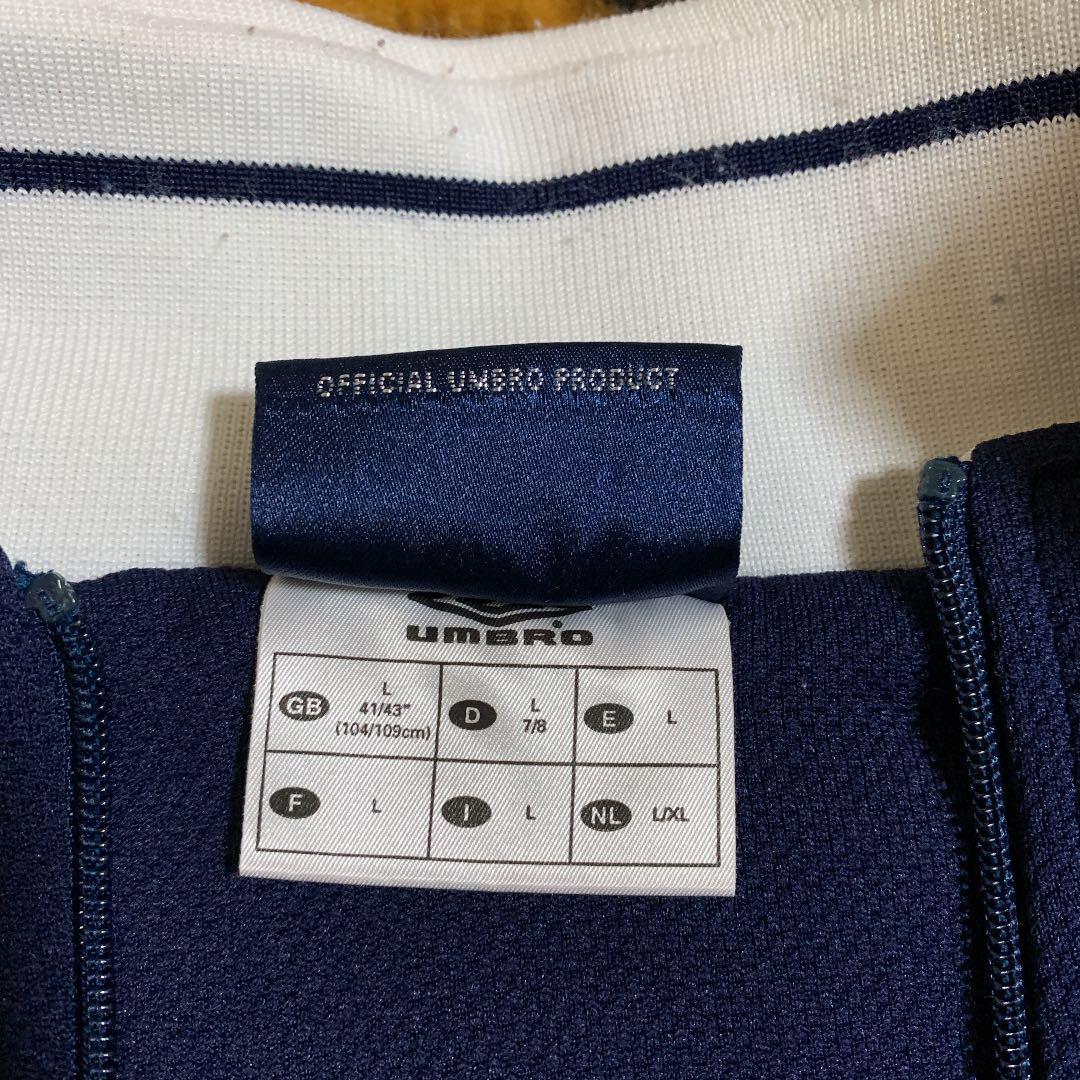 OFFICIAL UMBRO PRODUCT
UMBRO
GB L 41/43"
(104/109cm)
D L
7/8
E L
F L
I L
NL L/XL